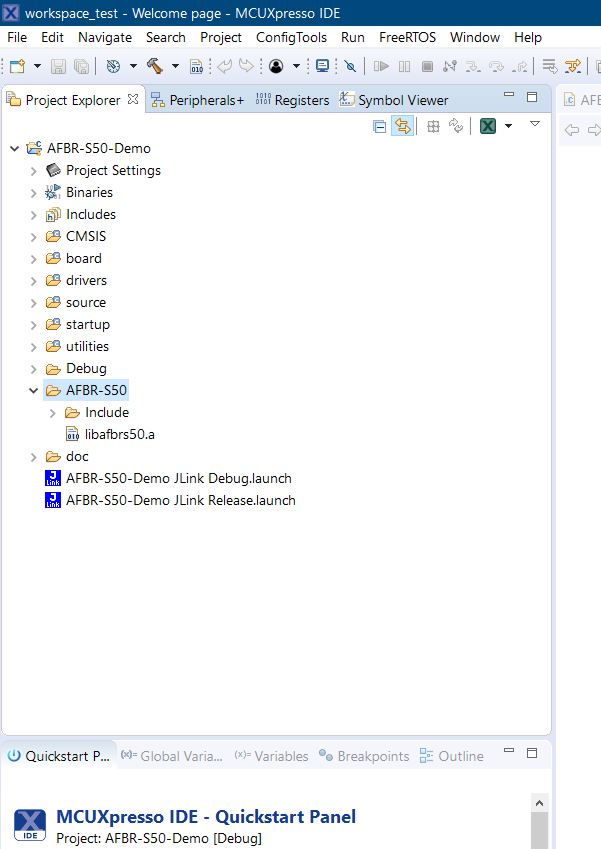 workspace_test - Welcome page - MCUXpresso IDE
File Edit Navigate Search Project ConfigTools Run FreeRTOS Window Help
Project Explorer Peripherals+ Registers Symbol Viewer AFB
AFBR-S50-Demo
Project Settings
Binaries
Includes
CMSIS
board
drivers
source
startup
utilities
Debug
AFBR-S50
Include
libafbrs50.a
doc
AFBR-S50-Demo JLink Debug.launch
AFBR-S50-Demo JLink Release.launch
Quickstart P... Global Varia... Variables Breakpoints Outline
IDE
MCUXpresso IDE - Quickstart Panel
Project: AFBR-S50-Demo [Debug]